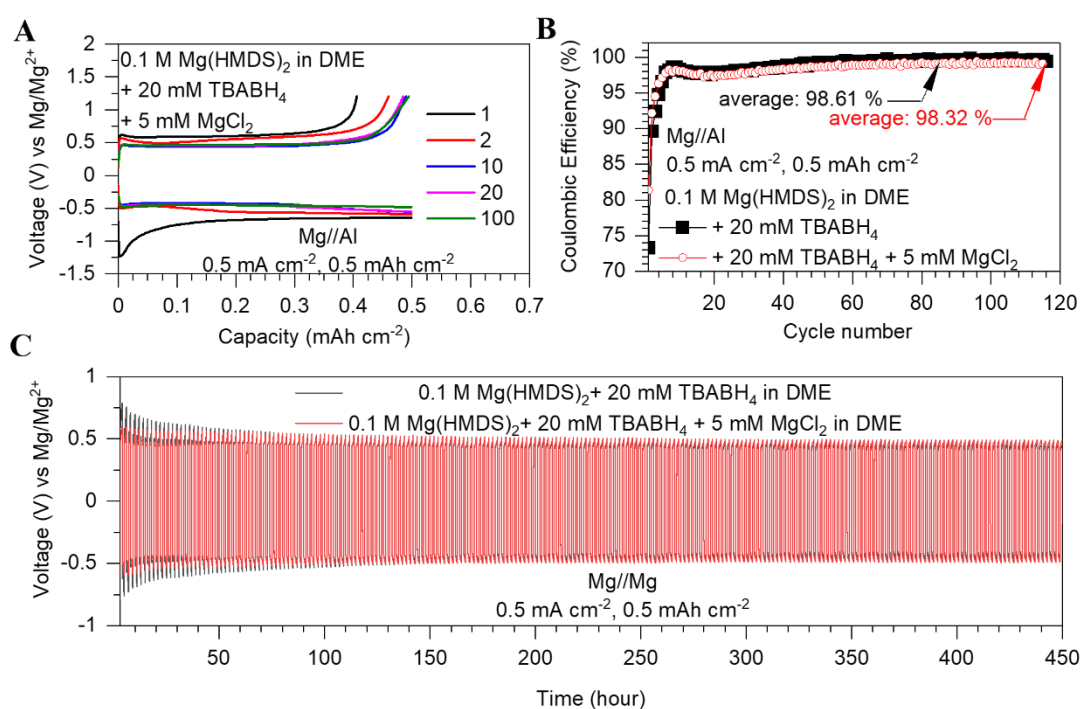 A
0.1 M Mg(HMDS)2 in DME
+ 20 mM TBABH4
+ 5 mM MgCl2
1
2
10
20
100
Mg//Al
0.5 mA cm-2, 0.5 mAh cm-2
2
1.5
1
0.5
0
-0.5
-1
-1.5
Voltage (V) vs Mg/Mg2+
0 0.1 0.2 0.3 0.4 0.5 0.6 0.7
Capacity (mAh cm-2)
B
100
95
90
85
80
75
70
Coulombic Efficiency (%)
average: 98.61 %
average: 98.32 %
Mg//Al
0.5 mA cm-2, 0.5 mAh cm-2
0.1 M Mg(HMDS)2 in DME
+ 20 mM TBABH4
+ 20 mM TBABH4 + 5 mM MgCl2
20 40 60 80 100 120
Cycle number
C
1
0.5
0
-0.5
-1
Voltage (V) vs Mg/Mg2+
0.1 M Mg(HMDS)2+ 20 mM TBABH4 in DME
0.1 M Mg(HMDS)2+ 20 mM TBABH4 + 5 mM MgCl2 in DME
Mg//Mg
0.5 mA cm-2, 0.5 mAh cm-2
50 100 150 200 250 300 350 400 450
Time (hour)